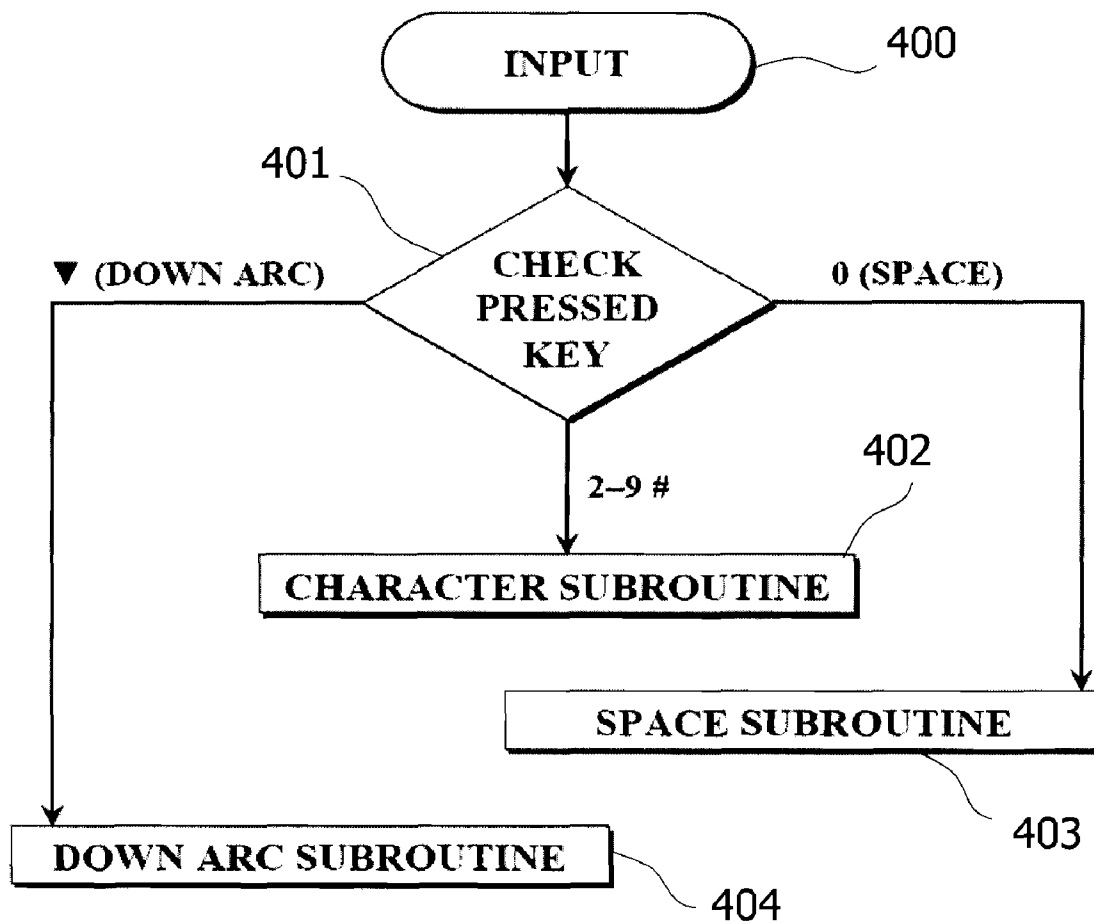 INPUT
400
401
▼ (DOWN ARC)
CHECK
PRESSED
KEY
0 (SPACE)
2–9 #
402
CHARACTER SUBROUTINE
SPACE SUBROUTINE
403
DOWN ARC SUBROUTINE
404